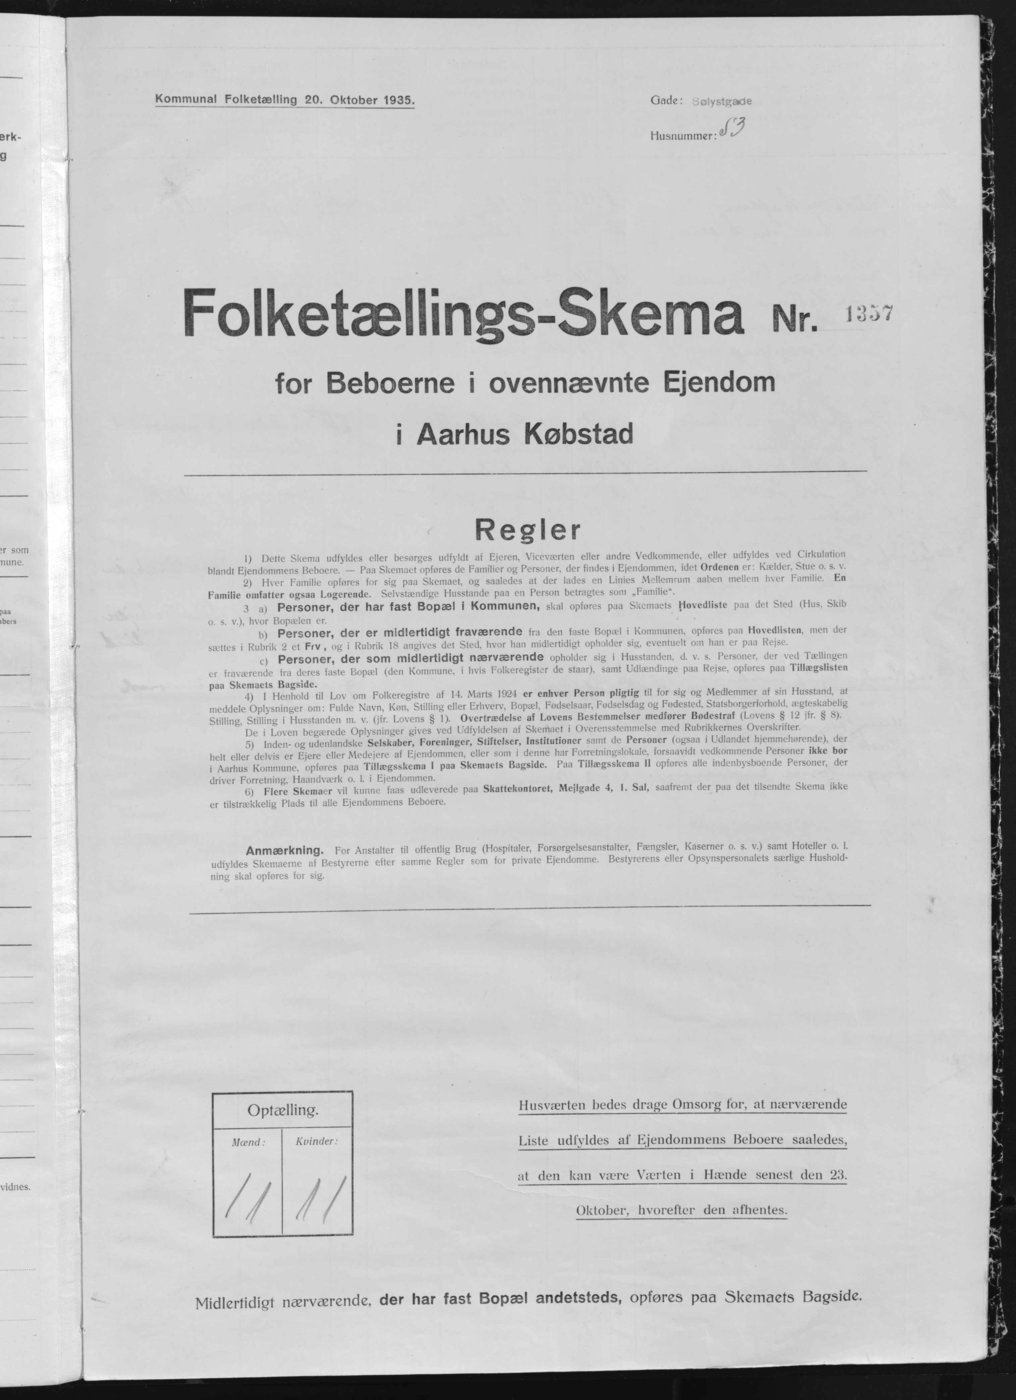 Kommunal Folketælling 20. Oktober 1935.
Gade: Sølystgade
Husnummer: 53
Folketællings-Skema Nr. 1357
for Beboerne i ovennævnte Ejendom
i Aarhus Købstad
Regler
1) Dette Skema udfyldes eller besørges udfyldt af Ejeren, Viceværten eller andre Vedkommende, eller udfyldes ved Cirkulation
blandt Ejendommens Beboere. — Paa Skemaet opføres de Familier og Personer, der findes i Ejendommen, idet Ordenen er: Kælder, Stue o. s. v.
2) Hver Familie opføres for sig paa Skemaet, og saaledes at der lades en Linies Mellemrum aaben mellem hver Familie. En
Familie omfatter ogsaa Logerende. Selvstændige Husstande paa en Person betragtes som „Familie“.
3 a) Personer, der har fast Bopæl i Kommunen, skal opføres paa Skemaets Hovedliste paa det Sted (Hus, Skib
o. s. v.), hvor Bopælen er.
b) Personer, der er midlertidigt fraværende fra den faste Bopæl i Kommunen, opføres paa Hovedlisten, men der
sættes i Rubrik 2 et Frv, og i Rubrik 18 angives det Sted, hvor han midlertidigt opholder sig, eventuelt om han er paa Rejse.
c) Personer, der som midlertidigt nærværende opholder sig i Husstanden, d. v. s. Personer, der ved Tællingen
er fraværende fra deres faste Bopæl (den Kommune, i hvis Folkeregister de staar), samt Udlændinge paa Rejse, opføres paa Tillægslisten
paa Skemaets Bagside.
4) I Henhold til Lov om Folkeregistre af 14. Marts 1924 er enhver Person pligtig til for sig og Medlemmer af sin Husstand, at
meddele Oplysninger om: Fulde Navn, Køn, Stilling eller Erhverv, Bopæl, Fødselsaar, Fødselsdag og Fødested, Statsborgerforhold, ægteskabelig
Stilling, Stilling i Husstanden m. v. (jfr. Lovens § 1). Overtrædelse af Lovens Bestemmelser medfører Bødestraf (Lovens § 12 jfr. § 8).
De i Loven begærede Oplysninger gives ved Udfyldelsen af Skemaet i Overensstemmelse med Rubrikkernes Overskrifter.
5) Inden- og udenlandske Selskaber, Foreninger, Stiftelser, Institutioner samt de Personer (ogsaa i Udlandet hjemmehørende), der
helt eller delvis er Ejere eller Medejere af Ejendommen, eller som i denne har Forretningslokale, forsaavidt vedkommende Personer ikke bor
i Aarhus Kommune, opføres paa Tillægsskema I paa Skemaets Bagside. Paa Tillægsskema II opføres alle indenbysboende Personer, der
driver Forretning, Haandværk o. l. i Ejendommen.
6) Flere Skemaer vil kunne faas udleverede paa Skattekontoret, Mejlgade 4, 1. Sal, saafremt der paa det tilsendte Skema ikke
er tilstrækkelig Plads til alle Ejendommens Beboere.
Anmærkning. For Anstalter til offentlig Brug (Hospitaler, Forsørgelsesanstalter, Fængsler, Kaserner o. s. v.) samt Hoteller o. l.
udfyldes Skemaerne af Bestyrerne efter samme Regler som for private Ejendomme. Bestyrerens eller Opsynspersonalets særlige Hushold-
ning skal opføres for sig.
Optælling.
Mænd: Kvinder:
11 11
Husværten bedes drage Omsorg for, at nærværende
Liste udfyldes af Ejendommens Beboere saaledes,
at den kan være Værten i Hænde senest den 23.
Oktober, hvorefter den afhentes.
Midlertidigt nærværende, der har fast Bopæl andetsteds, opføres paa Skemaets Bagside.